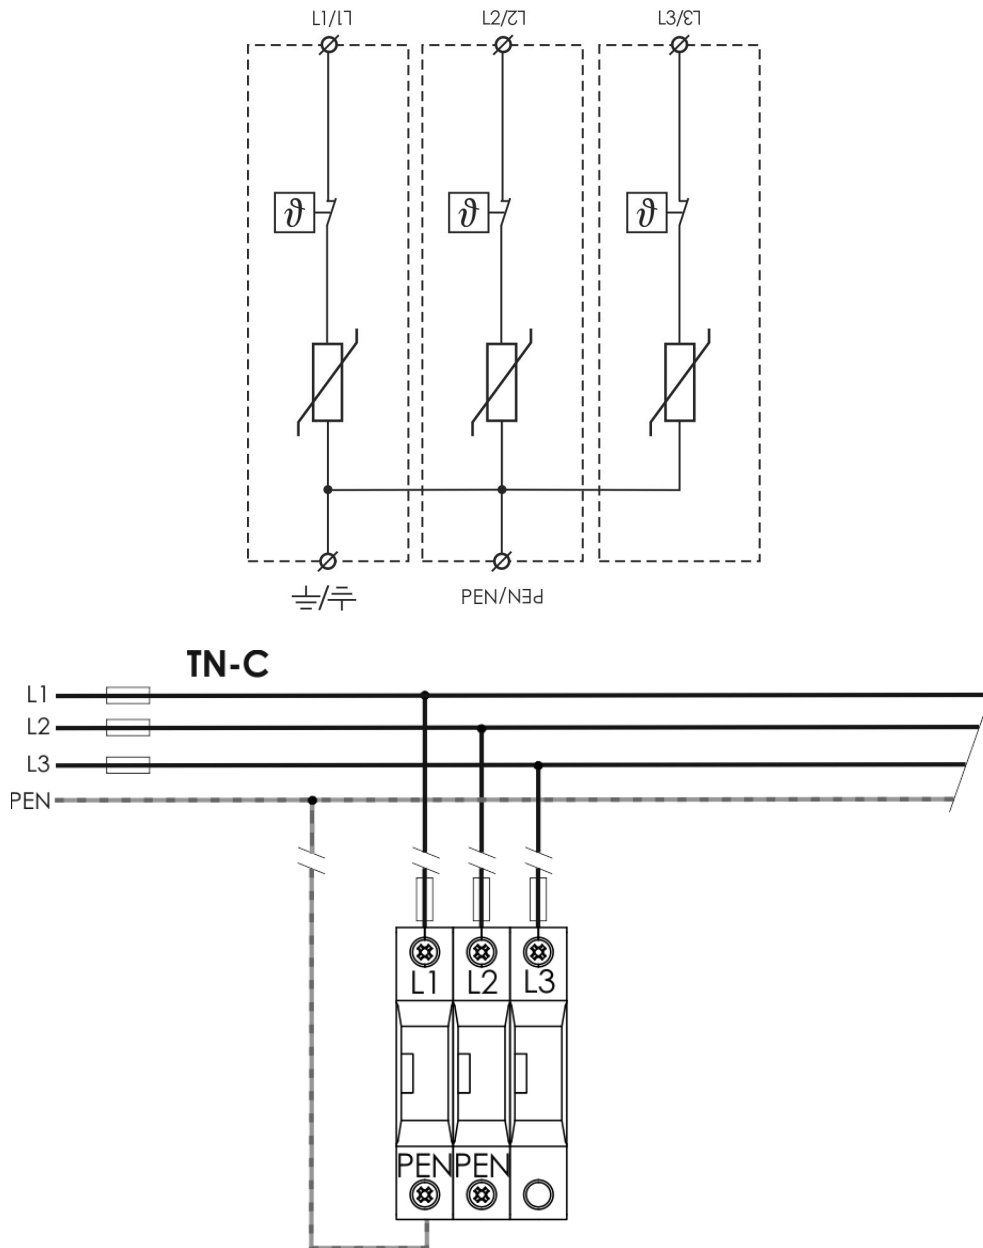 L1/L1
L2/L2
L3/L3
ϑ
ϑ
ϑ
⏚/⏚
PEN/PEN
TN-C
L1
L2
L3
PEN
L1 L2 L3
PEN PEN